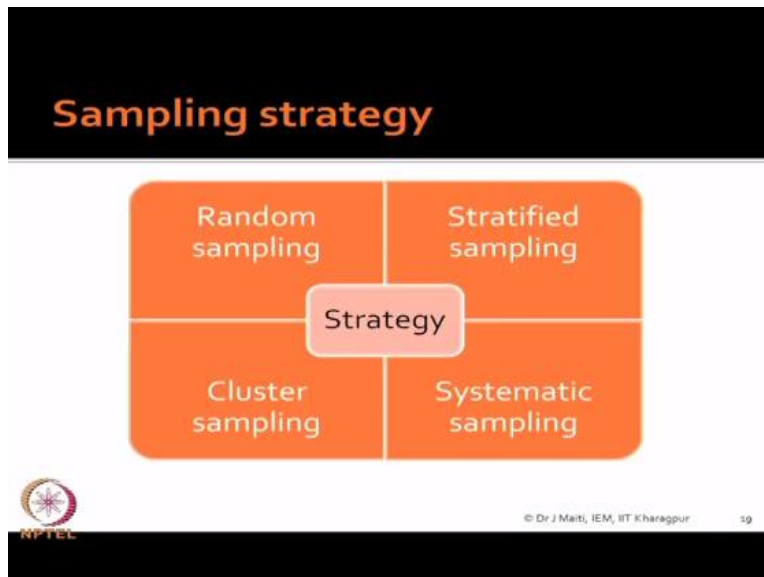 Sampling strategy
Random
sampling
Stratified
sampling
Strategy
Cluster
sampling
Systematic
sampling
NPTEL
© Dr J Maiti, IEM, IIT Kharagpur
19